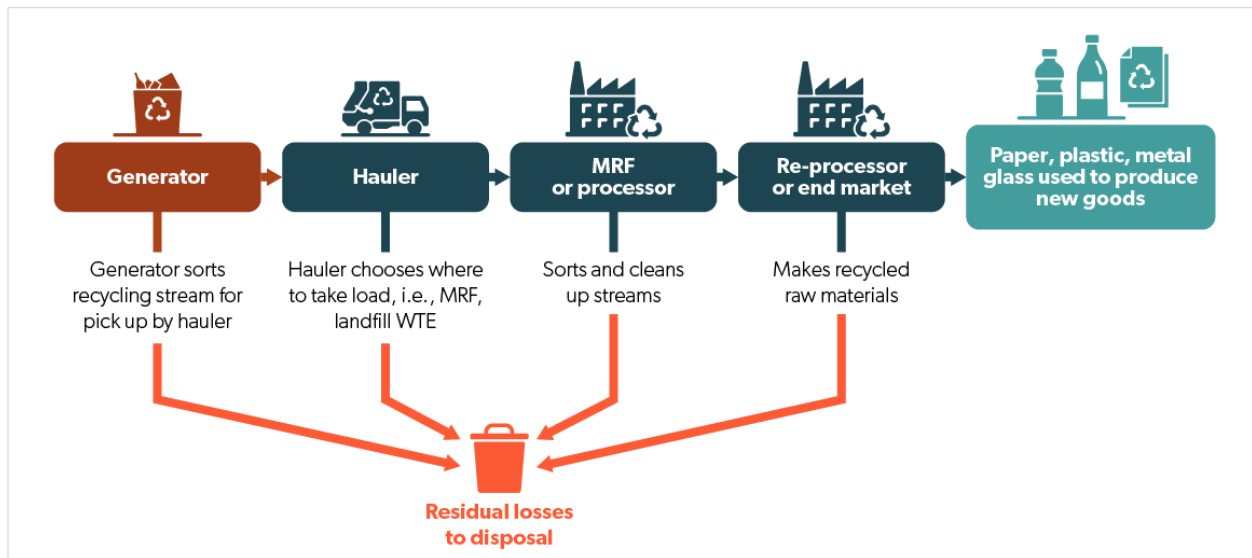 Generator
Hauler
MRF
or processor
Re-processor
or end market
Paper, plastic, metal
glass used to produce
new goods
Generator sorts
recycling stream for
pick up by hauler
Hauler chooses where
to take load, i.e., MRF,
landfill WTE
Sorts and cleans
up streams
Makes recycled
raw materials
Residual losses
to disposal